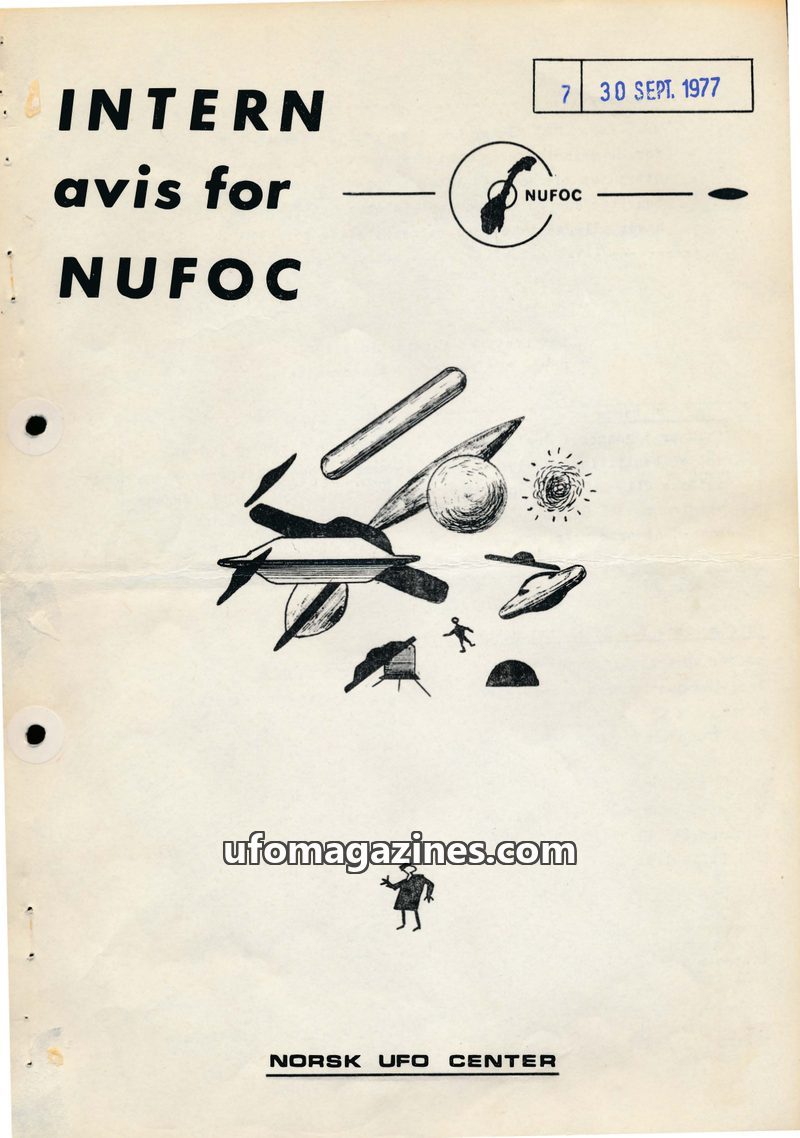 INTERN
avis for
NUFOC
7 30 SEPT. 1977
NUFOC
ufomagazines.com
NORSK UFO CENTER